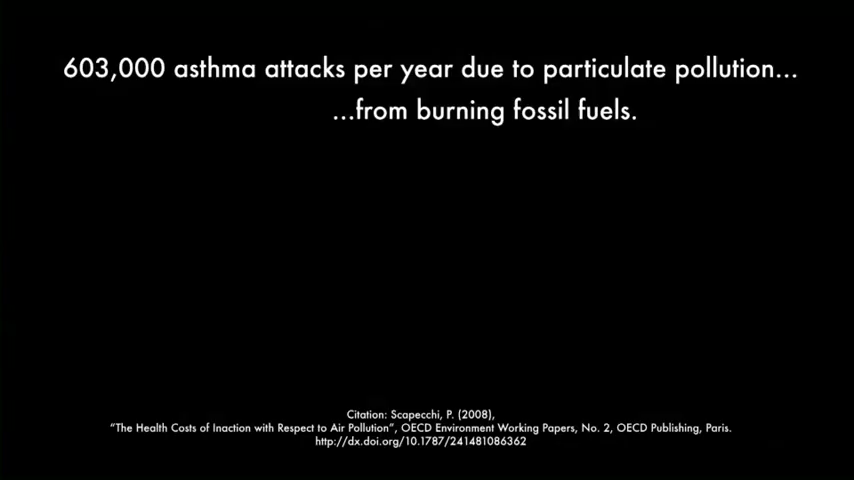 603,000 asthma attacks per year due to particulate pollution...
...from burning fossil fuels.
Citation: Scapecchi, P. (2008),
“The Health Costs of Inaction with Respect to Air Pollution”, OECD Environment Working Papers, No. 2, OECD Publishing, Paris.
http://dx.doi.org/10.1787/241481086362